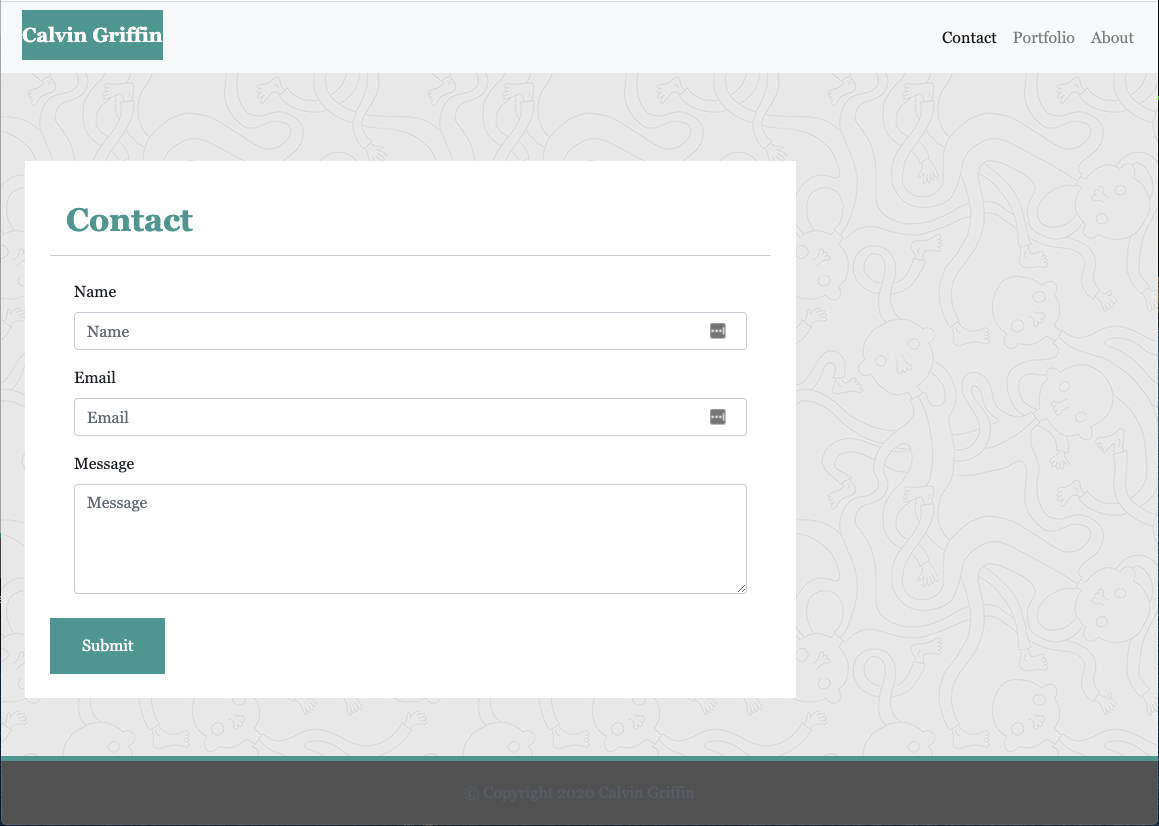 Calvin Griffin
Contact Portfolio About
Contact
Name
Name
Email
Email
Message
Message
Submit
© Copyright 2020 Calvin Griffin